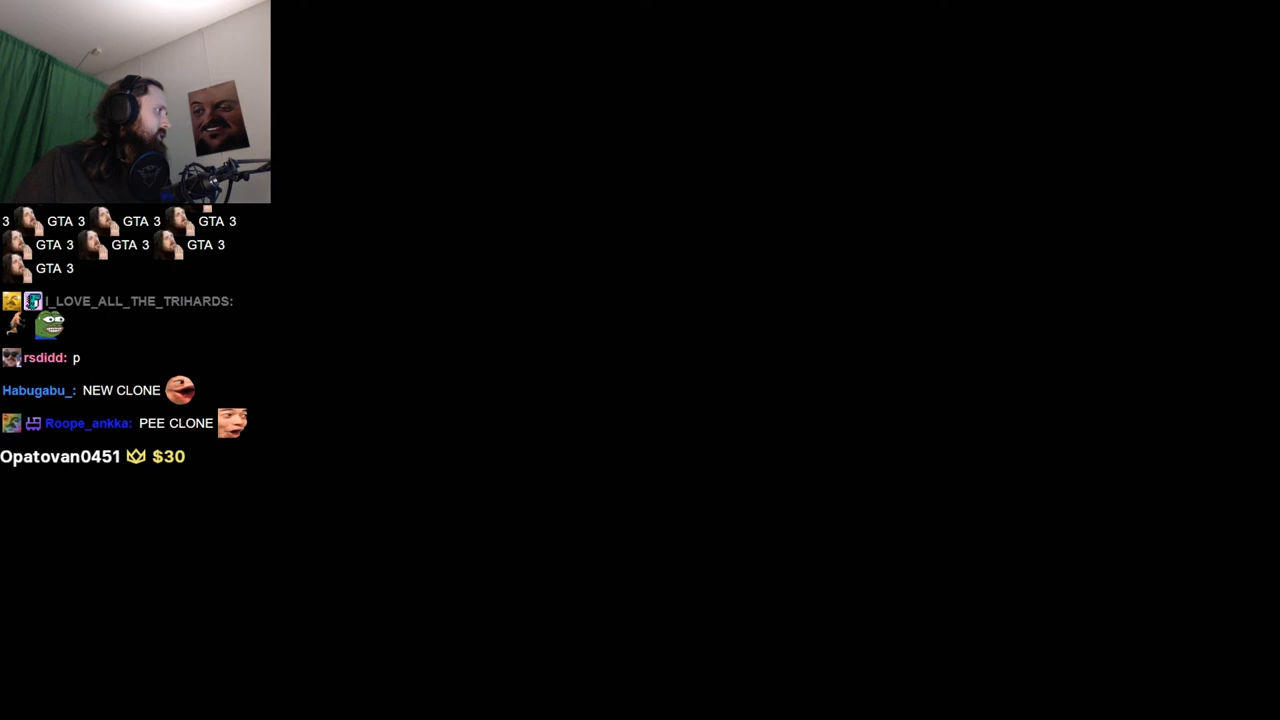 3 GTA 3 GTA 3 GTA 3
GTA 3 GTA 3 GTA 3
GTA 3
I_LOVE_ALL_THE_TRIHARDS:
rsdidd: p
Habugabu_: NEW CLONE
Roope_ankka: PEE CLONE
Opatovan0451 $30